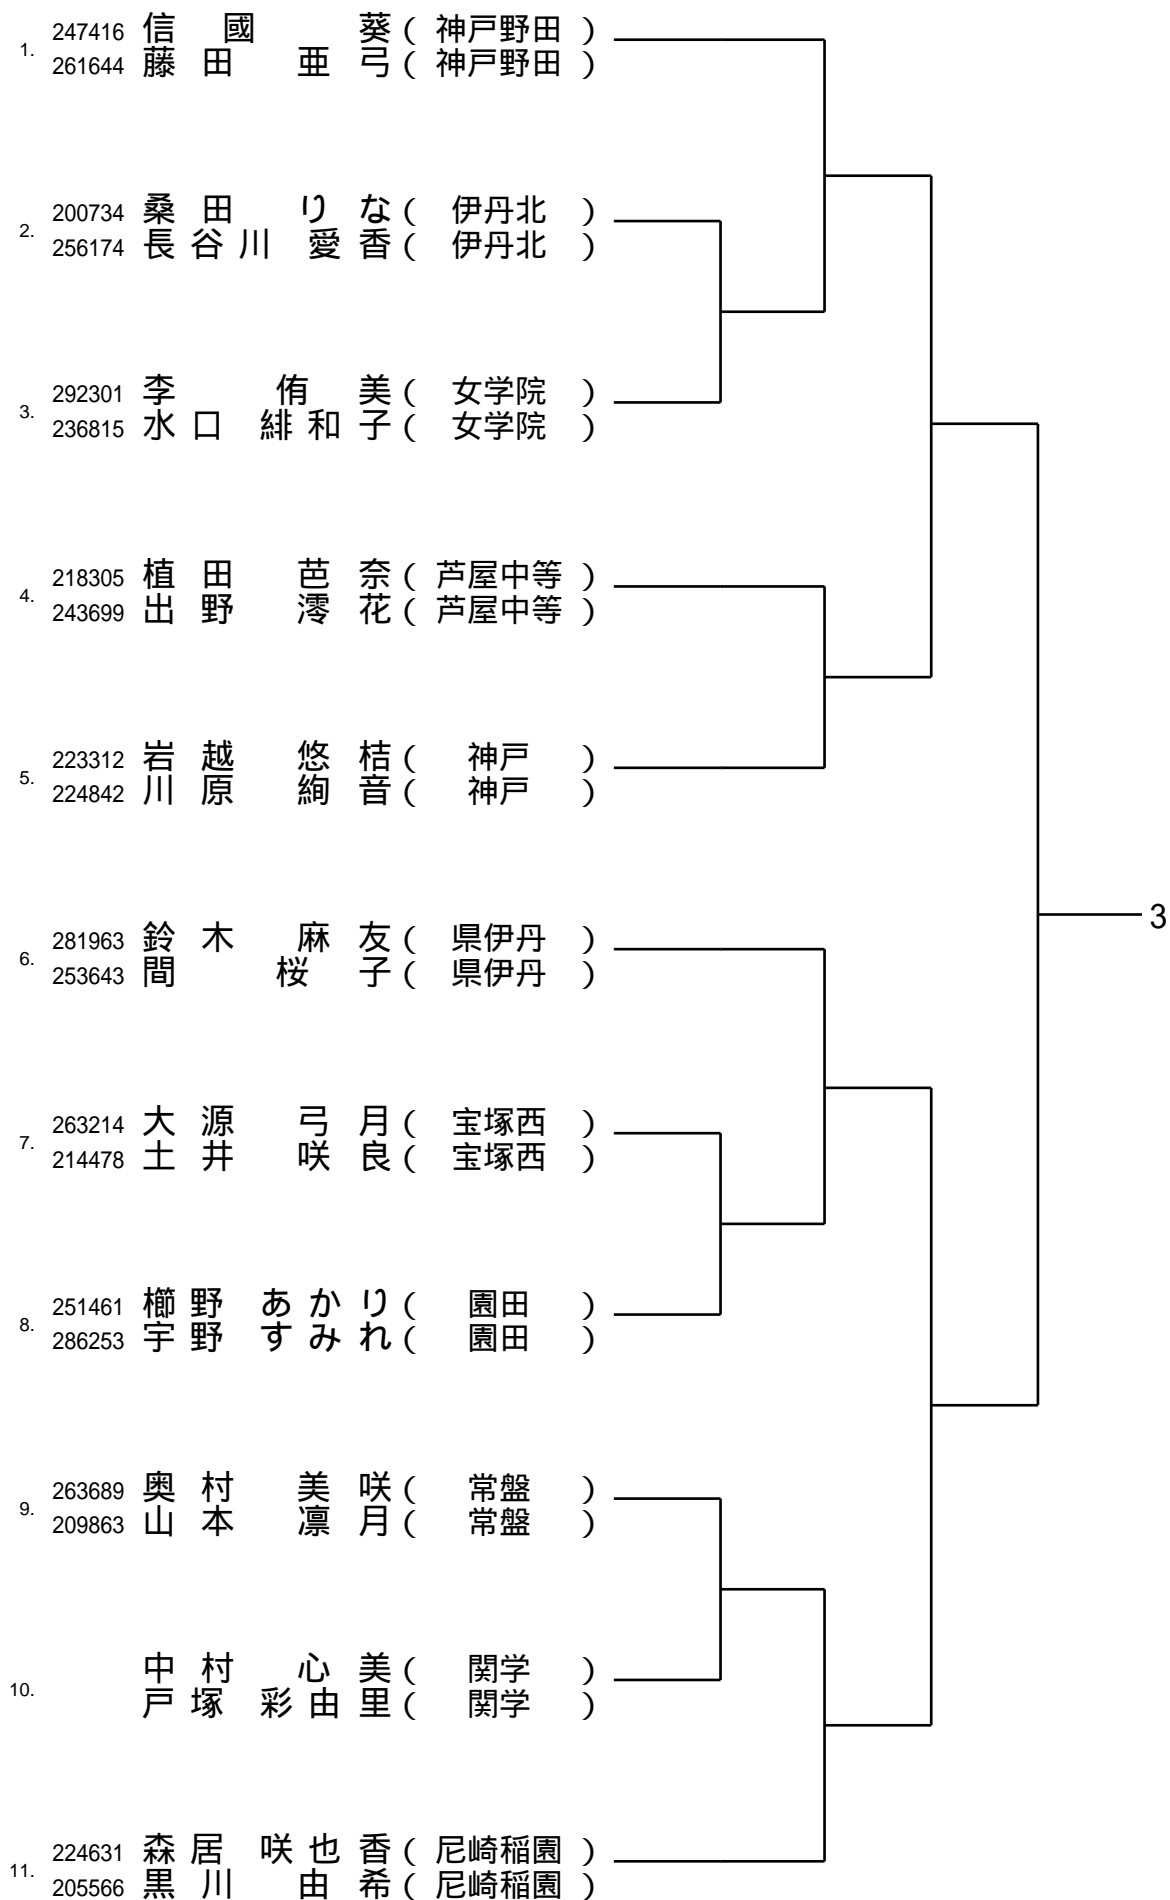 1. 247416 信國 葵 ( 神戸野田 )
261644 藤田 亜弓 ( 神戸野田 )
2. 200734 桑田 りな ( 伊丹北 )
256174 長谷川 愛香 ( 伊丹北 )
3. 292301 李 侑美 ( 女学院 )
236815 水口 緋和子 ( 女学院 )
4. 218305 植田 芭奈 ( 芦屋中等 )
243699 出野 澪花 ( 芦屋中等 )
5. 223312 岩越 悠桔 ( 神戸 )
224842 川原 絢音 ( 神戸 )
3
6. 281963 鈴木 麻友 ( 県伊丹 )
253643 間 桜子 ( 県伊丹 )
7. 263214 大源 弓月 ( 宝塚西 )
214478 土井 咲良 ( 宝塚西 )
8. 251461 櫛野 あかり ( 園田 )
286253 宇野 すみれ ( 園田 )
9. 263689 奥村 美咲 ( 常盤 )
209863 山本 凛月 ( 常盤 )
10. 中村 心美 ( 関学 )
戸塚 彩由里 ( 関学 )
11. 224631 森居 咲也香 ( 尼崎稲園 )
205566 黒川 由希 ( 尼崎稲園 )